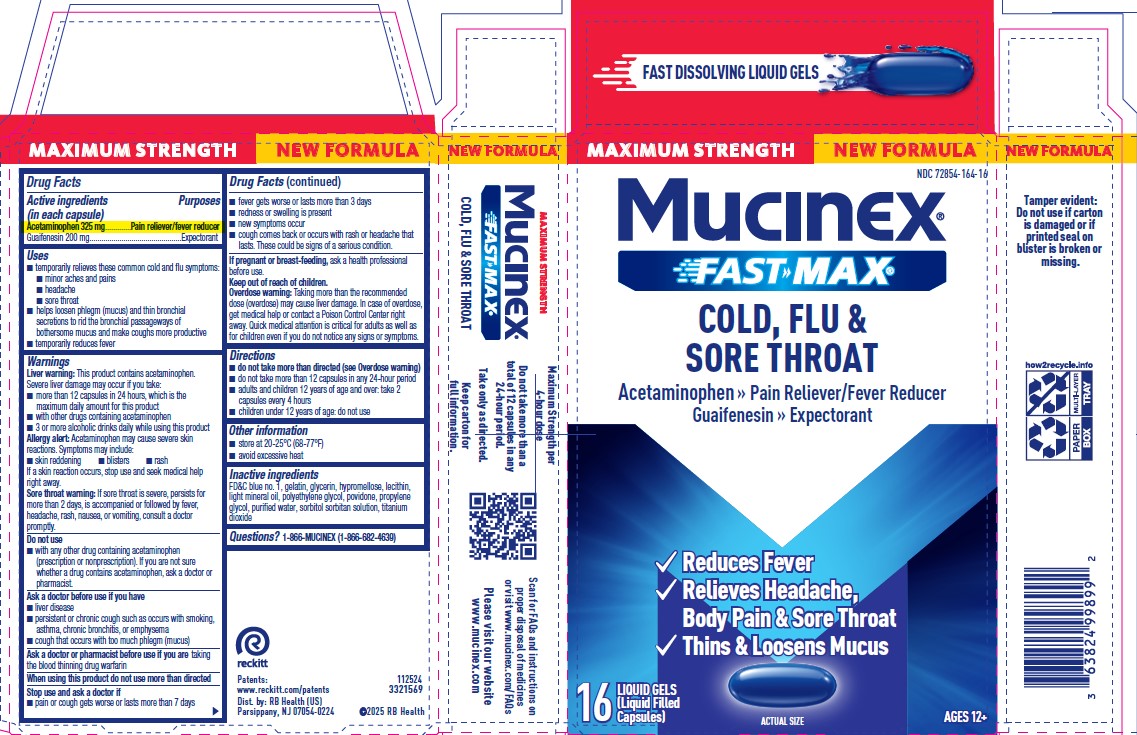 MAXIMUM STRENGTH
NEW FORMULA
Drug Facts
Active ingredients Purposes
(in each capsule)
Acetaminophen 325 mg............Pain reliever/fever reducer
Guaifenesin 200 mg..........................................Expectorant
Uses
■ temporarily relieves these common cold and flu symptoms:
■ minor aches and pains
■ headache
■ sore throat
■ helps loosen phlegm (mucus) and thin bronchial
secretions to rid the bronchial passageways of
bothersome mucus and make coughs more productive
■ temporarily reduces fever
Warnings
Liver warning: This product contains acetaminophen.
Severe liver damage may occur if you take:
■ more than 12 capsules in 24 hours, which is the
maximum daily amount for this product
■ with other drugs containing acetaminophen
■ 3 or more alcoholic drinks daily while using this product
Allergy alert: Acetaminophen may cause severe skin
reactions. Symptoms may include:
■ skin reddening ■ blisters ■ rash
If a skin reaction occurs, stop use and seek medical help
right away.
Sore throat warning: If sore throat is severe, persists for
more than 2 days, is accompanied or followed by fever,
headache, rash, nausea, or vomiting, consult a doctor
promptly.
Do not use
■ with any other drug containing acetaminophen
(prescription or nonprescription). If you are not sure
whether a drug contains acetaminophen, ask a doctor or
pharmacist.
Ask a doctor before use if you have
■ liver disease
■ persistent or chronic cough such as occurs with smoking,
asthma, chronic bronchitis, or emphysema
■ cough that occurs with too much phlegm (mucus)
Ask a doctor or pharmacist before use if you are taking
the blood thinning drug warfarin
When using this product do not use more than directed
Stop use and ask a doctor if
■ pain or cough gets worse or lasts more than 7 days
Drug Facts (continued)
■ fever gets worse or lasts more than 3 days
■ redness or swelling is present
■ new symptoms occur
■ cough comes back or occurs with rash or headache that
lasts. These could be signs of a serious condition.
If pregnant or breast-feeding, ask a health professional
before use.
Keep out of reach of children.
Overdose warning: Taking more than the recommended
dose (overdose) may cause liver damage. In case of overdose,
get medical help or contact a Poison Control Center right
away. Quick medical attention is critical for adults as well as
for children even if you do not notice any signs or symptoms.
Directions
■ do not take more than directed (see Overdose warning)
■ do not take more than 12 capsules in any 24-hour period
■ adults and children 12 years of age and over: take 2
capsules every 4 hours
■ children under 12 years of age: do not use
Other information
■ store at 20-25°C (68-77°F)
■ avoid excessive heat
Inactive ingredients
FD&C blue no. 1, gelatin, glycerin, hypromellose, lecithin,
light mineral oil, polyethylene glycol, povidone, propylene
glycol, purified water, sorbitol sorbitan solution, titanium
dioxide
Questions? 1-866-MUCINEX (1-866-682-4639)
reckitt
Patents: 112524
www.reckitt.com/patents 3321569
Dist. by: RB Health (US)
Parsippany, NJ 07054-0224 ©2025 RB Health
NEW FORMULA
MAXIMUM STRENGTH
Mucinex®
FAST»MAX®
COLD, FLU & SORE THROAT
Maximum Strength per
4-hour dose
Do not take more than a
total of 12 capsules in any
24-hour period.
Take only as directed.
Keep carton for
full information.
Scan for FAQs and instructions on
proper disposal of medicines
or visit www.mucinex.com/FAQs
Please visit our website
www.mucinex.com
FAST DISSOLVING LIQUID GELS
MAXIMUM STRENGTH
NEW FORMULA
NDC 72854-164-16
Mucinex®
FAST»MAX®
COLD, FLU &
SORE THROAT
Acetaminophen » Pain Reliever/Fever Reducer
Guaifenesin » Expectorant
✓ Reduces Fever
✓ Relieves Headache,
Body Pain & Sore Throat
✓ Thins & Loosens Mucus
16 LIQUID GELS
(Liquid Filled
Capsules)
ACTUAL SIZE
AGES 12+
NEW FORMULA
Tamper evident:
Do not use if carton
is damaged or if
printed seal on
blister is broken or
missing.
how2recycle.info
MULTI-LAYER
TRAY
PAPER
BOX
3 63824 99899 2